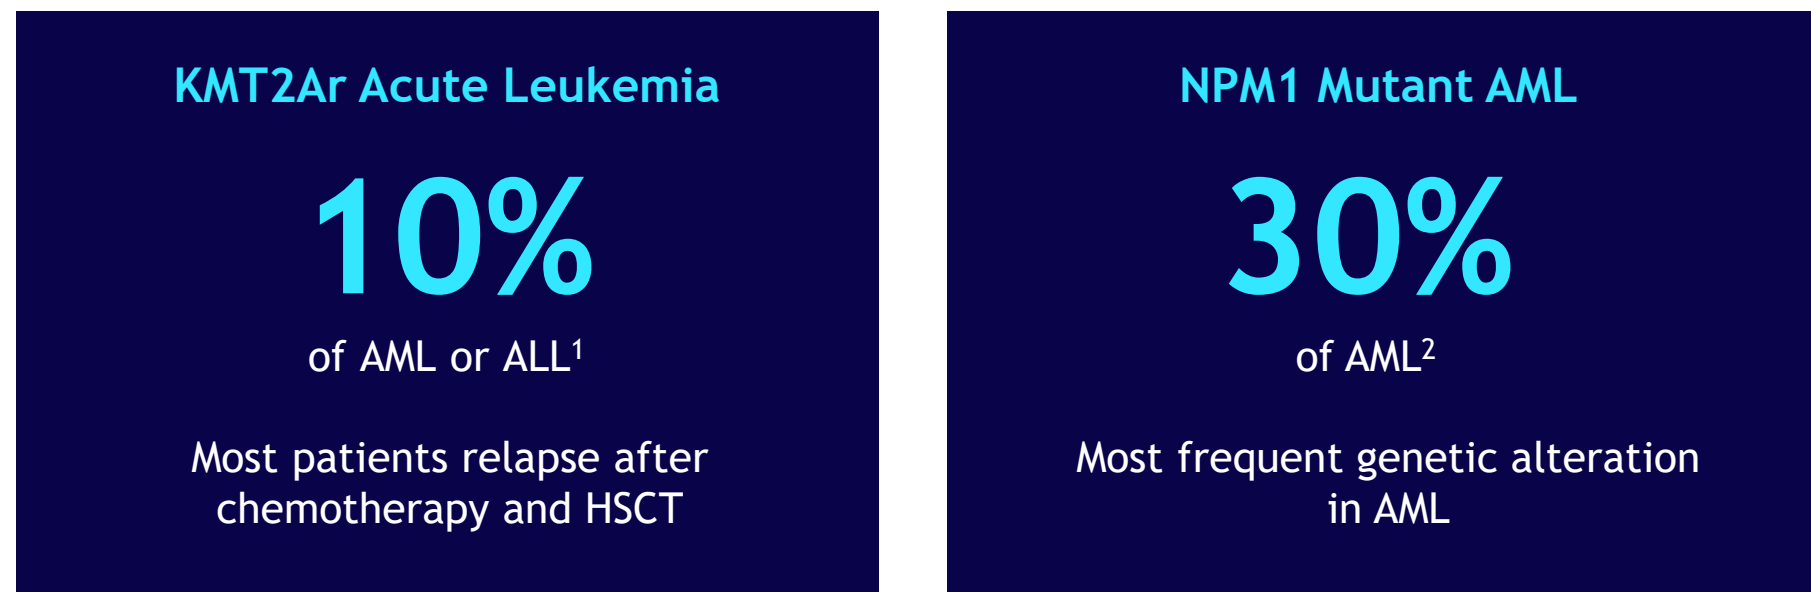 KMT2Ar Acute Leukemia
10%
of AML or ALL¹
Most patients relapse after
chemotherapy and HSCT
NPM1 Mutant AML
30%
of AML²
Most frequent genetic alteration
in AML